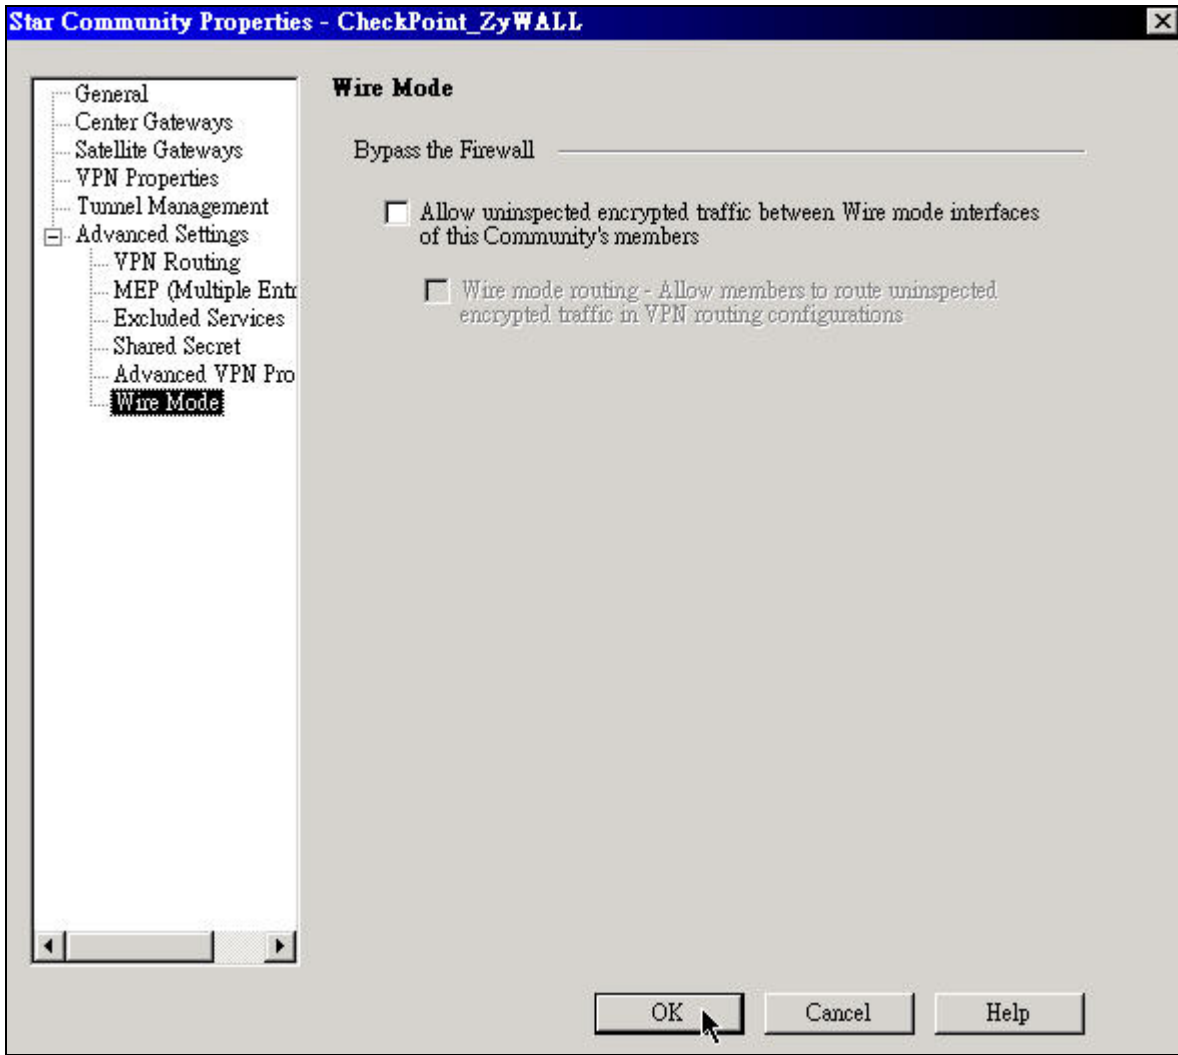 Star Community Properties - CheckPoint_ZyWALL
General
Center Gateways
Satellite Gateways
VPN Properties
Tunnel Management
Advanced Settings
VPN Routing
MEP (Multiple Entr
Excluded Services
Shared Secret
Advanced VPN Pro
Wire Mode
Wire Mode
Bypass the Firewall
Allow uninspected encrypted traffic between Wire mode interfaces
of this Community's members
Wire mode routing - Allow members to route uninspected
encrypted traffic in VPN routing configurations
OK
Cancel
Help